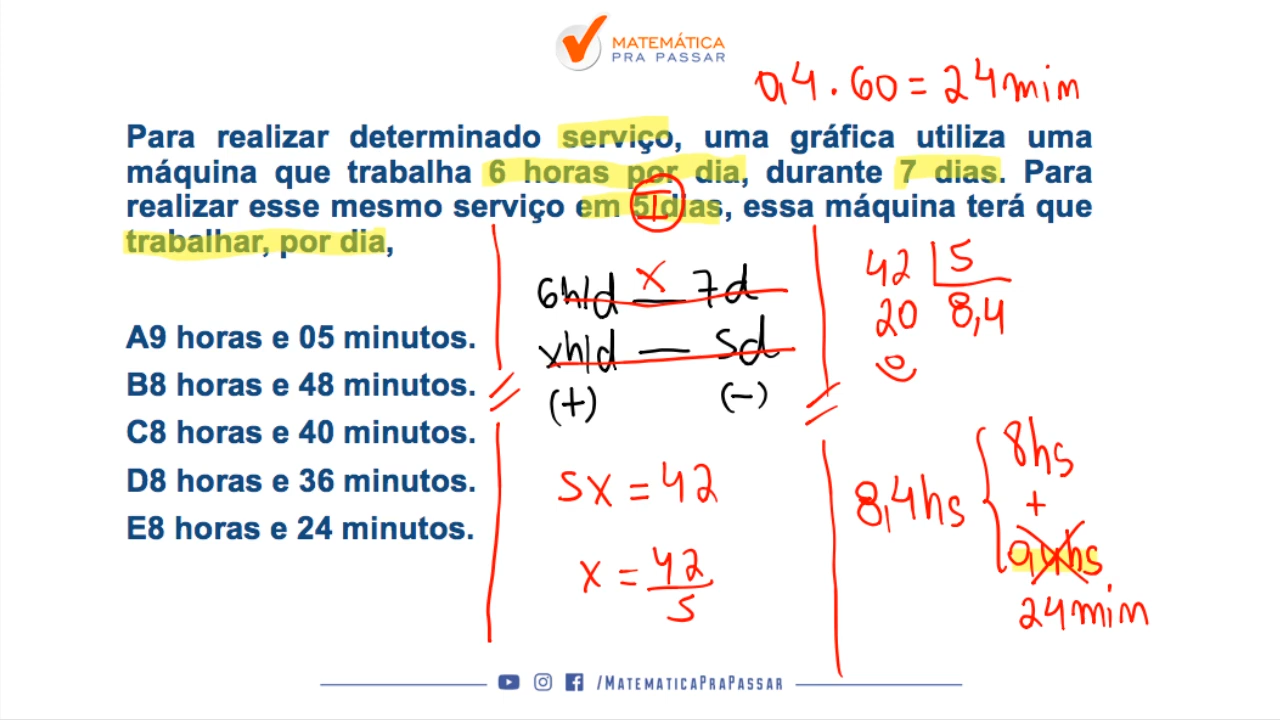 MATEMÁTICA
PRA PASSAR
0,4 . 60 = 24 min
Para realizar determinado serviço, uma gráfica utiliza uma
máquina que trabalha 6 horas por dia, durante 7 dias. Para
realizar esse mesmo serviço em 5 dias, essa máquina terá que
trabalhar, por dia,
I
A9 horas e 05 minutos.
B8 horas e 48 minutos.
C8 horas e 40 minutos.
D8 horas e 36 minutos.
E8 horas e 24 minutos.
6h/d x 7d
xh/d — 5d
(+) (-)
5x = 42
x = 42
5
42 5
20 8,4
0
8,4hs
8hs
+
0,4hs
24min
/MATEMATICAPRAPASSAR